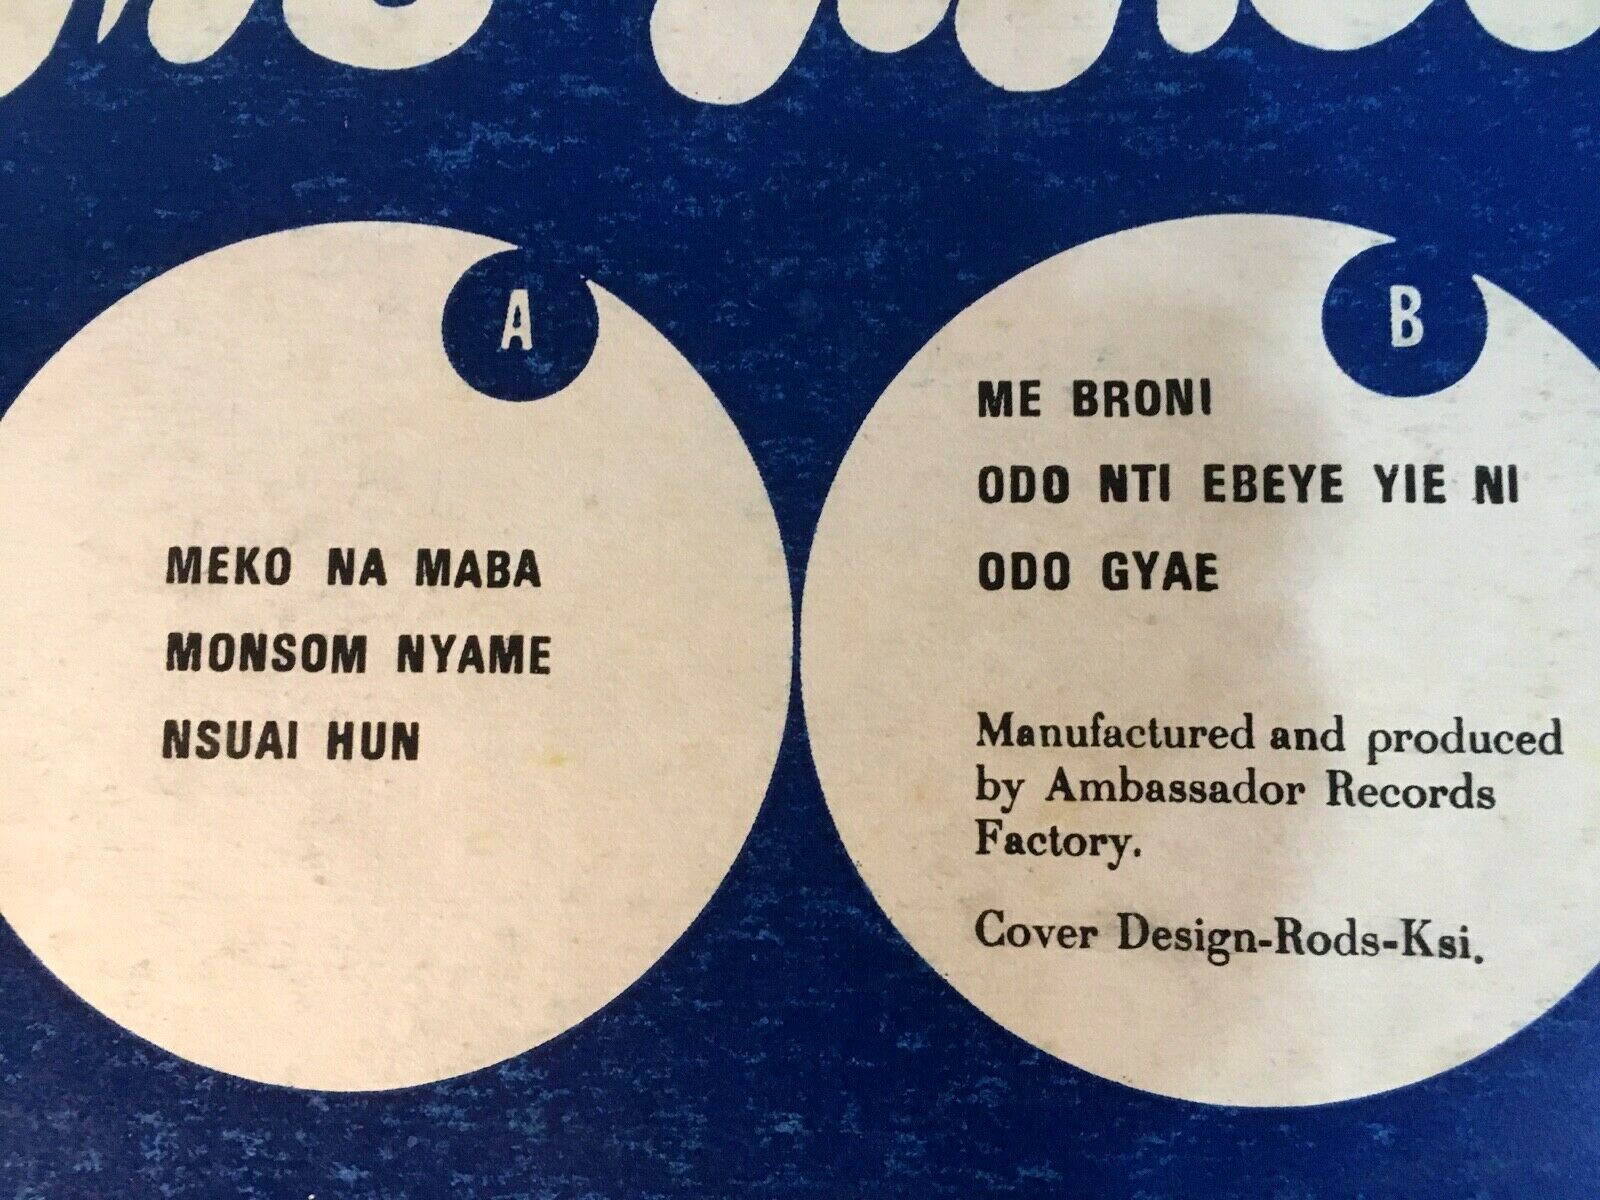 A
MEKO NA MABA
MONSOM NYAME
NSUAI HUN
B
ME BRONI
ODO NTI EBEYE YIE NI
ODO GYAE
Manufactured and produced
by Ambassador Records
Factory.
Cover Design-Rods-Ksi.